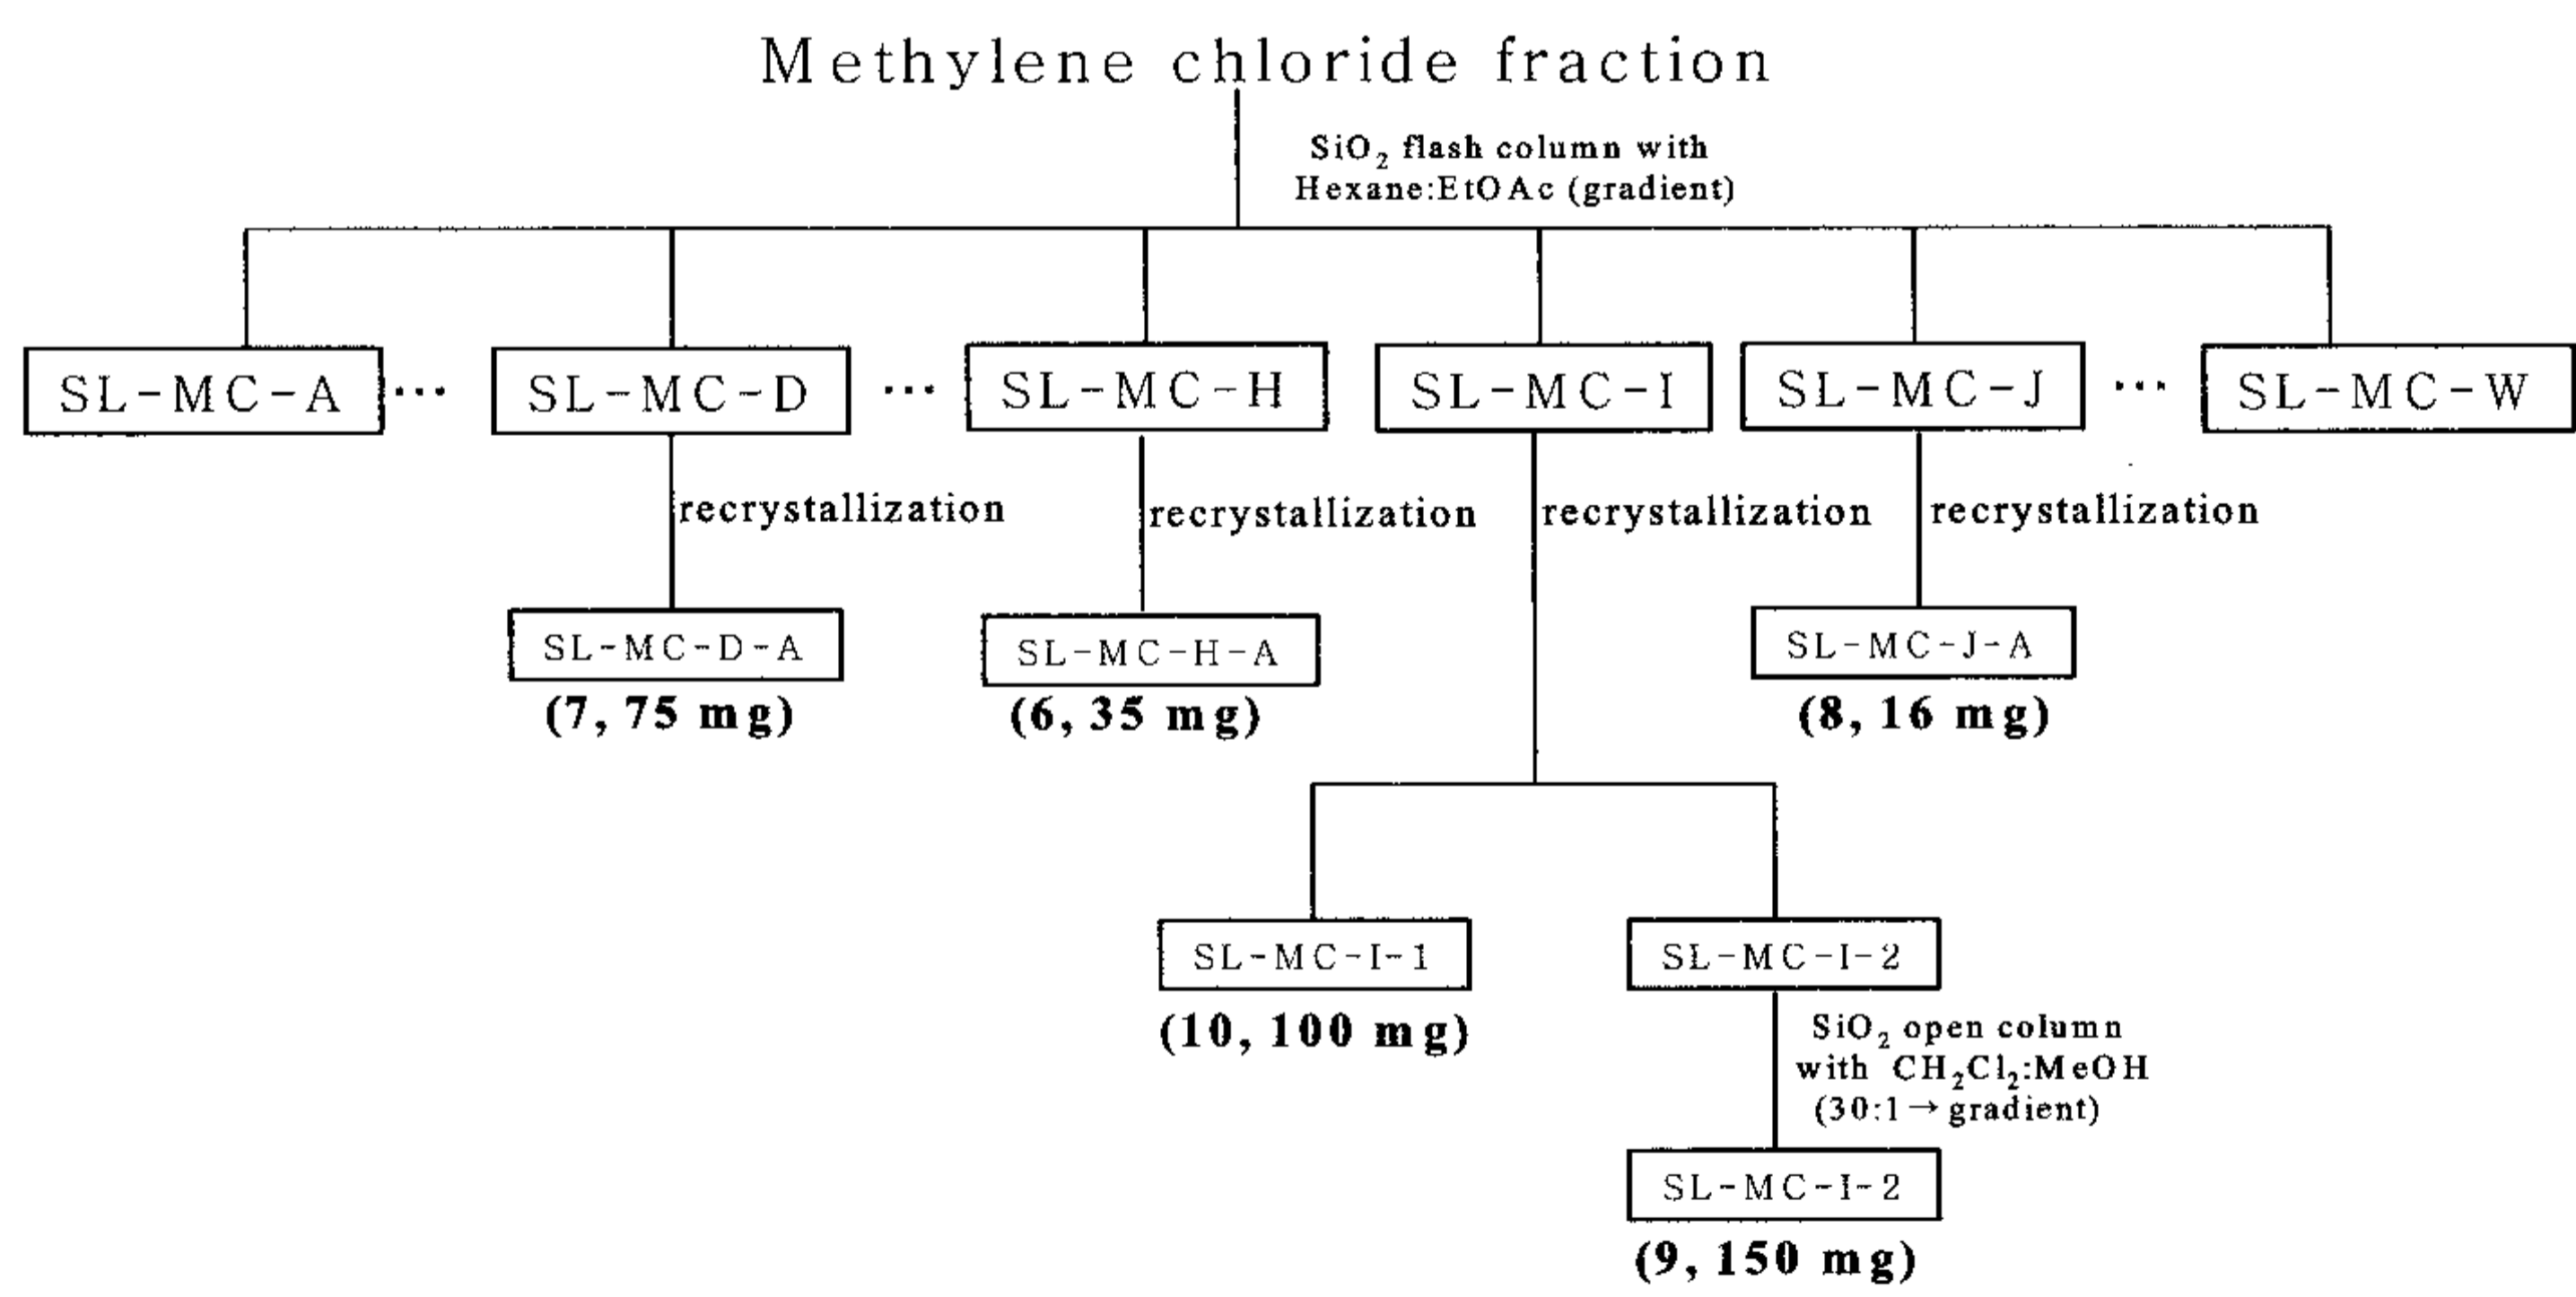 Methylene chloride fraction
SiO₂ flash column with
Hexane:EtOAc (gradient)
SL-MC-A ... SL-MC-D ... SL-MC-H SL-MC-I SL-MC-J ... SL-MC-W
recrystallization recrystallization recrystallization recrystallization
SL-MC-D-A SL-MC-H-A SL-MC-J-A
(7, 75 mg) (6, 35 mg) (8, 16 mg)
SL-MC-I-1 SL-MC-I-2
(10, 100 mg)
SiO₂ open column
with CH₂Cl₂:MeOH
(30:1→gradient)
SL-MC-I-2
(9, 150 mg)